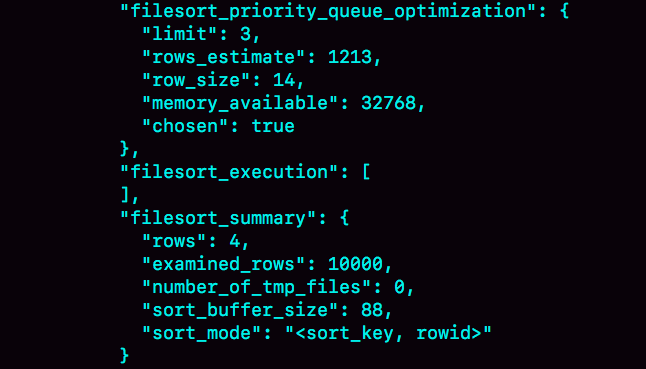 "filesort_priority_queue_optimization": {
  "limit": 3,
  "rows_estimate": 1213,
  "row_size": 14,
  "memory_available": 32768,
  "chosen": true
},
"filesort_execution": [
],
"filesort_summary": {
  "rows": 4,
  "examined_rows": 10000,
  "number_of_tmp_files": 0,
  "sort_buffer_size": 88,
  "sort_mode": "<sort_key, rowid>"
}